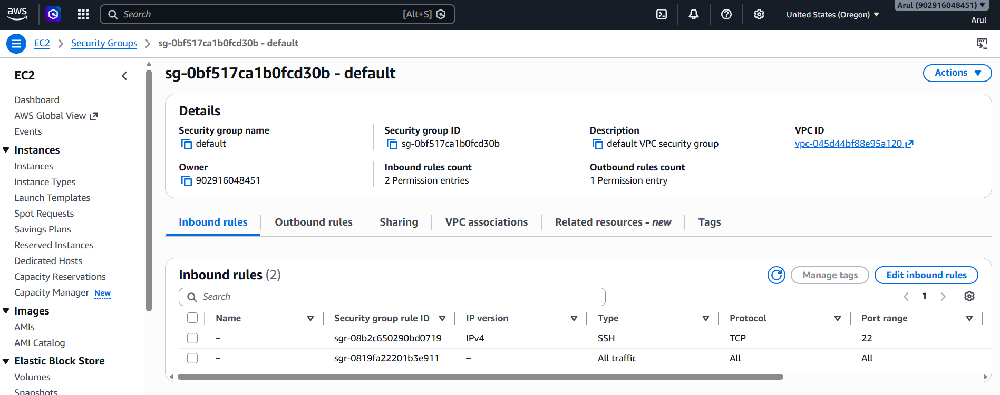 aws
Search [Alt+S]
United States (Oregon)
Arul (902916048451)
Arul
EC2 Security Groups sg-0bf517ca1b0fcd30b - default
EC2
Dashboard
AWS Global View
Events
Instances
Instances
Instance Types
Launch Templates
Spot Requests
Savings Plans
Reserved Instances
Dedicated Hosts
Capacity Reservations
Capacity Manager New
Images
AMIs
AMI Catalog
Elastic Block Store
Volumes
Snapshots
sg-0bf517ca1b0fcd30b - default
Actions
Details
Security group name
default
Security group ID
sg-0bf517ca1b0fcd30b
Description
default VPC security group
VPC ID
vpc-045d44bf88e95a120
Owner
902916048451
Inbound rules count
2 Permission entries
Outbound rules count
1 Permission entry
Inbound rules Outbound rules Sharing VPC associations Related resources - new Tags
Inbound rules (2)
Manage tags Edit inbound rules
Search
1
Name Security group rule ID IP version Type Protocol Port range
– sgr-08b2c650290bd0719 IPv4 SSH TCP 22
– sgr-0819fa22201b3e911 – All traffic All All